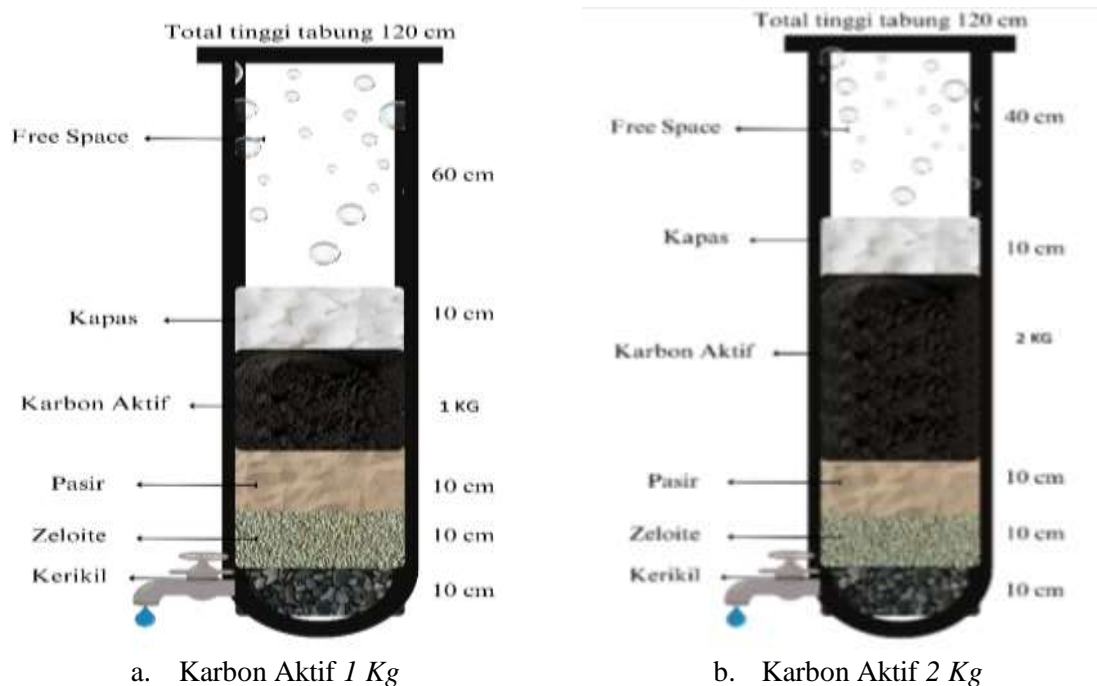 Total tinggi tabung 120 cm
Free Space
60 cm
Kapas
10 cm
Karbon Aktif
1 KG
Pasir
10 cm
Zeloite
10 cm
Kerikil
10 cm
a. Karbon Aktif 1 Kg
Total tinggi tabung 120 cm
Free Space
40 cm
Kapas
10 cm
Karbon Aktif
2 KG
Pasir
10 cm
Zeloite
10 cm
Kerikil
10 cm
b. Karbon Aktif 2 Kg